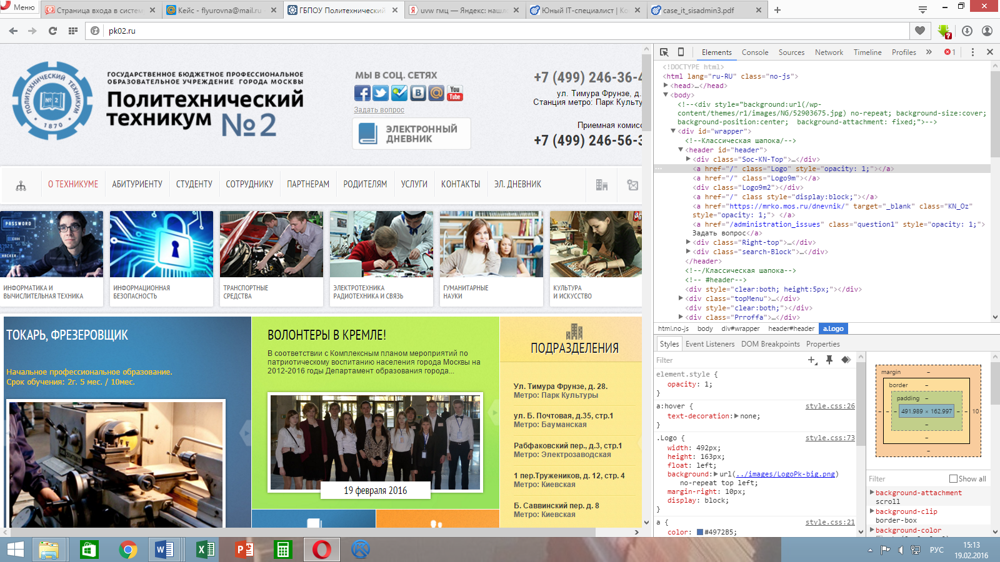 Меню
Страница входа в систем
Кейс - flyurovna@mail.ru
ГБПОУ Политехнический
uvw гмц — Яндекс: нашл
Юный IT-специалист | Ко
case_it_sisadmin3.pdf
pk02.ru
ПОЛИТЕХНИЧЕСКИЙ ТЕХНИКУМ
№2
1870
ГОСУДАРСТВЕННОЕ БЮДЖЕТНОЕ ПРОФЕССИОНАЛЬНОЕ
ОБРАЗОВАТЕЛЬНОЕ УЧРЕЖДЕНИЕ ГОРОДА МОСКВЫ
Политехнический
техникум №2
МЫ В СОЦ. СЕТЯХ
You
Tube
Задать вопрос
ЭЛЕКТРОННЫЙ
ДНЕВНИК
+7 (499) 246-36-4
ул. Тимура Фрунзе, д.
Станция метро: Парк Культу
Приемная комисс
+7 (499) 246-56-3
О ТЕХНИКУМЕ
АБИТУРИЕНТУ
СТУДЕНТУ
СОТРУДНИКУ
ПАРТНЕРАМ
РОДИТЕЛЯМ
УСЛУГИ
КОНТАКТЫ
ЭЛ. ДНЕВНИК
PASSWORD
HACKER
ИНФОРМАТИКА И
ВЫЧИСЛИТЕЛЬНАЯ ТЕХНИКА
ИНФОРМАЦИОННАЯ
БЕЗОПАСНОСТЬ
ТРАНСПОРТНЫЕ
СРЕДСТВА
ЭЛЕКТРОТЕХНИКА
РАДИОТЕХНИКА И СВЯЗЬ
ГУМАНИТАРНЫЕ
НАУКИ
КУЛЬТУРА
И ИСКУССТВО
ТОКАРЬ, ФРЕЗЕРОВЩИК
Начальное профессиональное образование.
Срок обучения: 2г. 5 мес. / 10мес.
ВОЛОНТЕРЫ В КРЕМЛЕ!
В соответствии с Комплексным планом мероприятий по
патриотическому воспитанию населения города Москвы на
2012-2016 годы Департамент образования города...
19 февраля 2016
ПОДРАЗДЕЛЕНИЯ
Ул. Тимура Фрунзе, д. 28.
Метро: Парк Культуры
ул. Б. Почтовая, д.35, стр.1
Метро: Бауманская
Рабфаковский пер., д.3, стр.1
Метро: Электрозаводская
1 пер.Тружеников, д. 12, стр. 4
Метро: Киевская
Б. Саввинский пер. д. 8
Метро: Киевская
Elements Console Sources Network Timeline Profiles » 1
<!DOCTYPE html>
<html lang="ru-RU" class="no-js">
<head>…</head>
<body>
<!--<div style="background:url(/wp-
content/themes/r1/images/NG/52903675.jpg) no-repeat; background-size:cover;
background-position:center; background-attachment: fixed;">-->
<div id="wrapper">
<!--Классическая шапока/-->
<header id="header">
<div class="Soc-KN-Top">…</div>
<a href="/" class="Logo" style="opacity: 1;"></a>
<a href="/" class="Logo9m"></a>
<div class="Logo9m2"></div>
<a href="/" class style="display:block;"></a>
<a href="https://mrko.mos.ru/dnevnik/" target="_blank" class="KN_Oz"
style="opacity: 1;"> </a>
<a href="/administration_issues" class="question1" style="opacity: 1;">
Задать вопрос</a>
<div class="Right-top">…</div>
<div class="search-Block">…</div>
</header>
<!--/Классическая шапока-->
<!-- #header-->
<div style="clear:both; height:5px;"></div>
<div class="topMenu">…</div>
<div style="clear:both;"></div>
<div class="Prroffa">…</div>
html.no-js body div#wrapper header#header a.Logo
Styles Event Listeners DOM Breakpoints Properties
Filter
element.style {
opacity: 1;
}
a:hover { style.css:26
text-decoration: none;
}
.Logo { style.css:73
width: 492px;
height: 163px;
float: left;
background: url(../images/LogoPk-big.png)
no-repeat top left;
margin-right: 10px;
display: block;
}
a { style.css:21
color: #4972B5;
margin –
border –
padding –
– – – 491.989 × 162.997 – – 10
–
–
–
Filter Show all
background-attachment
scroll
background-clip
border-box
background-color
РУС
15:13
19.02.2016